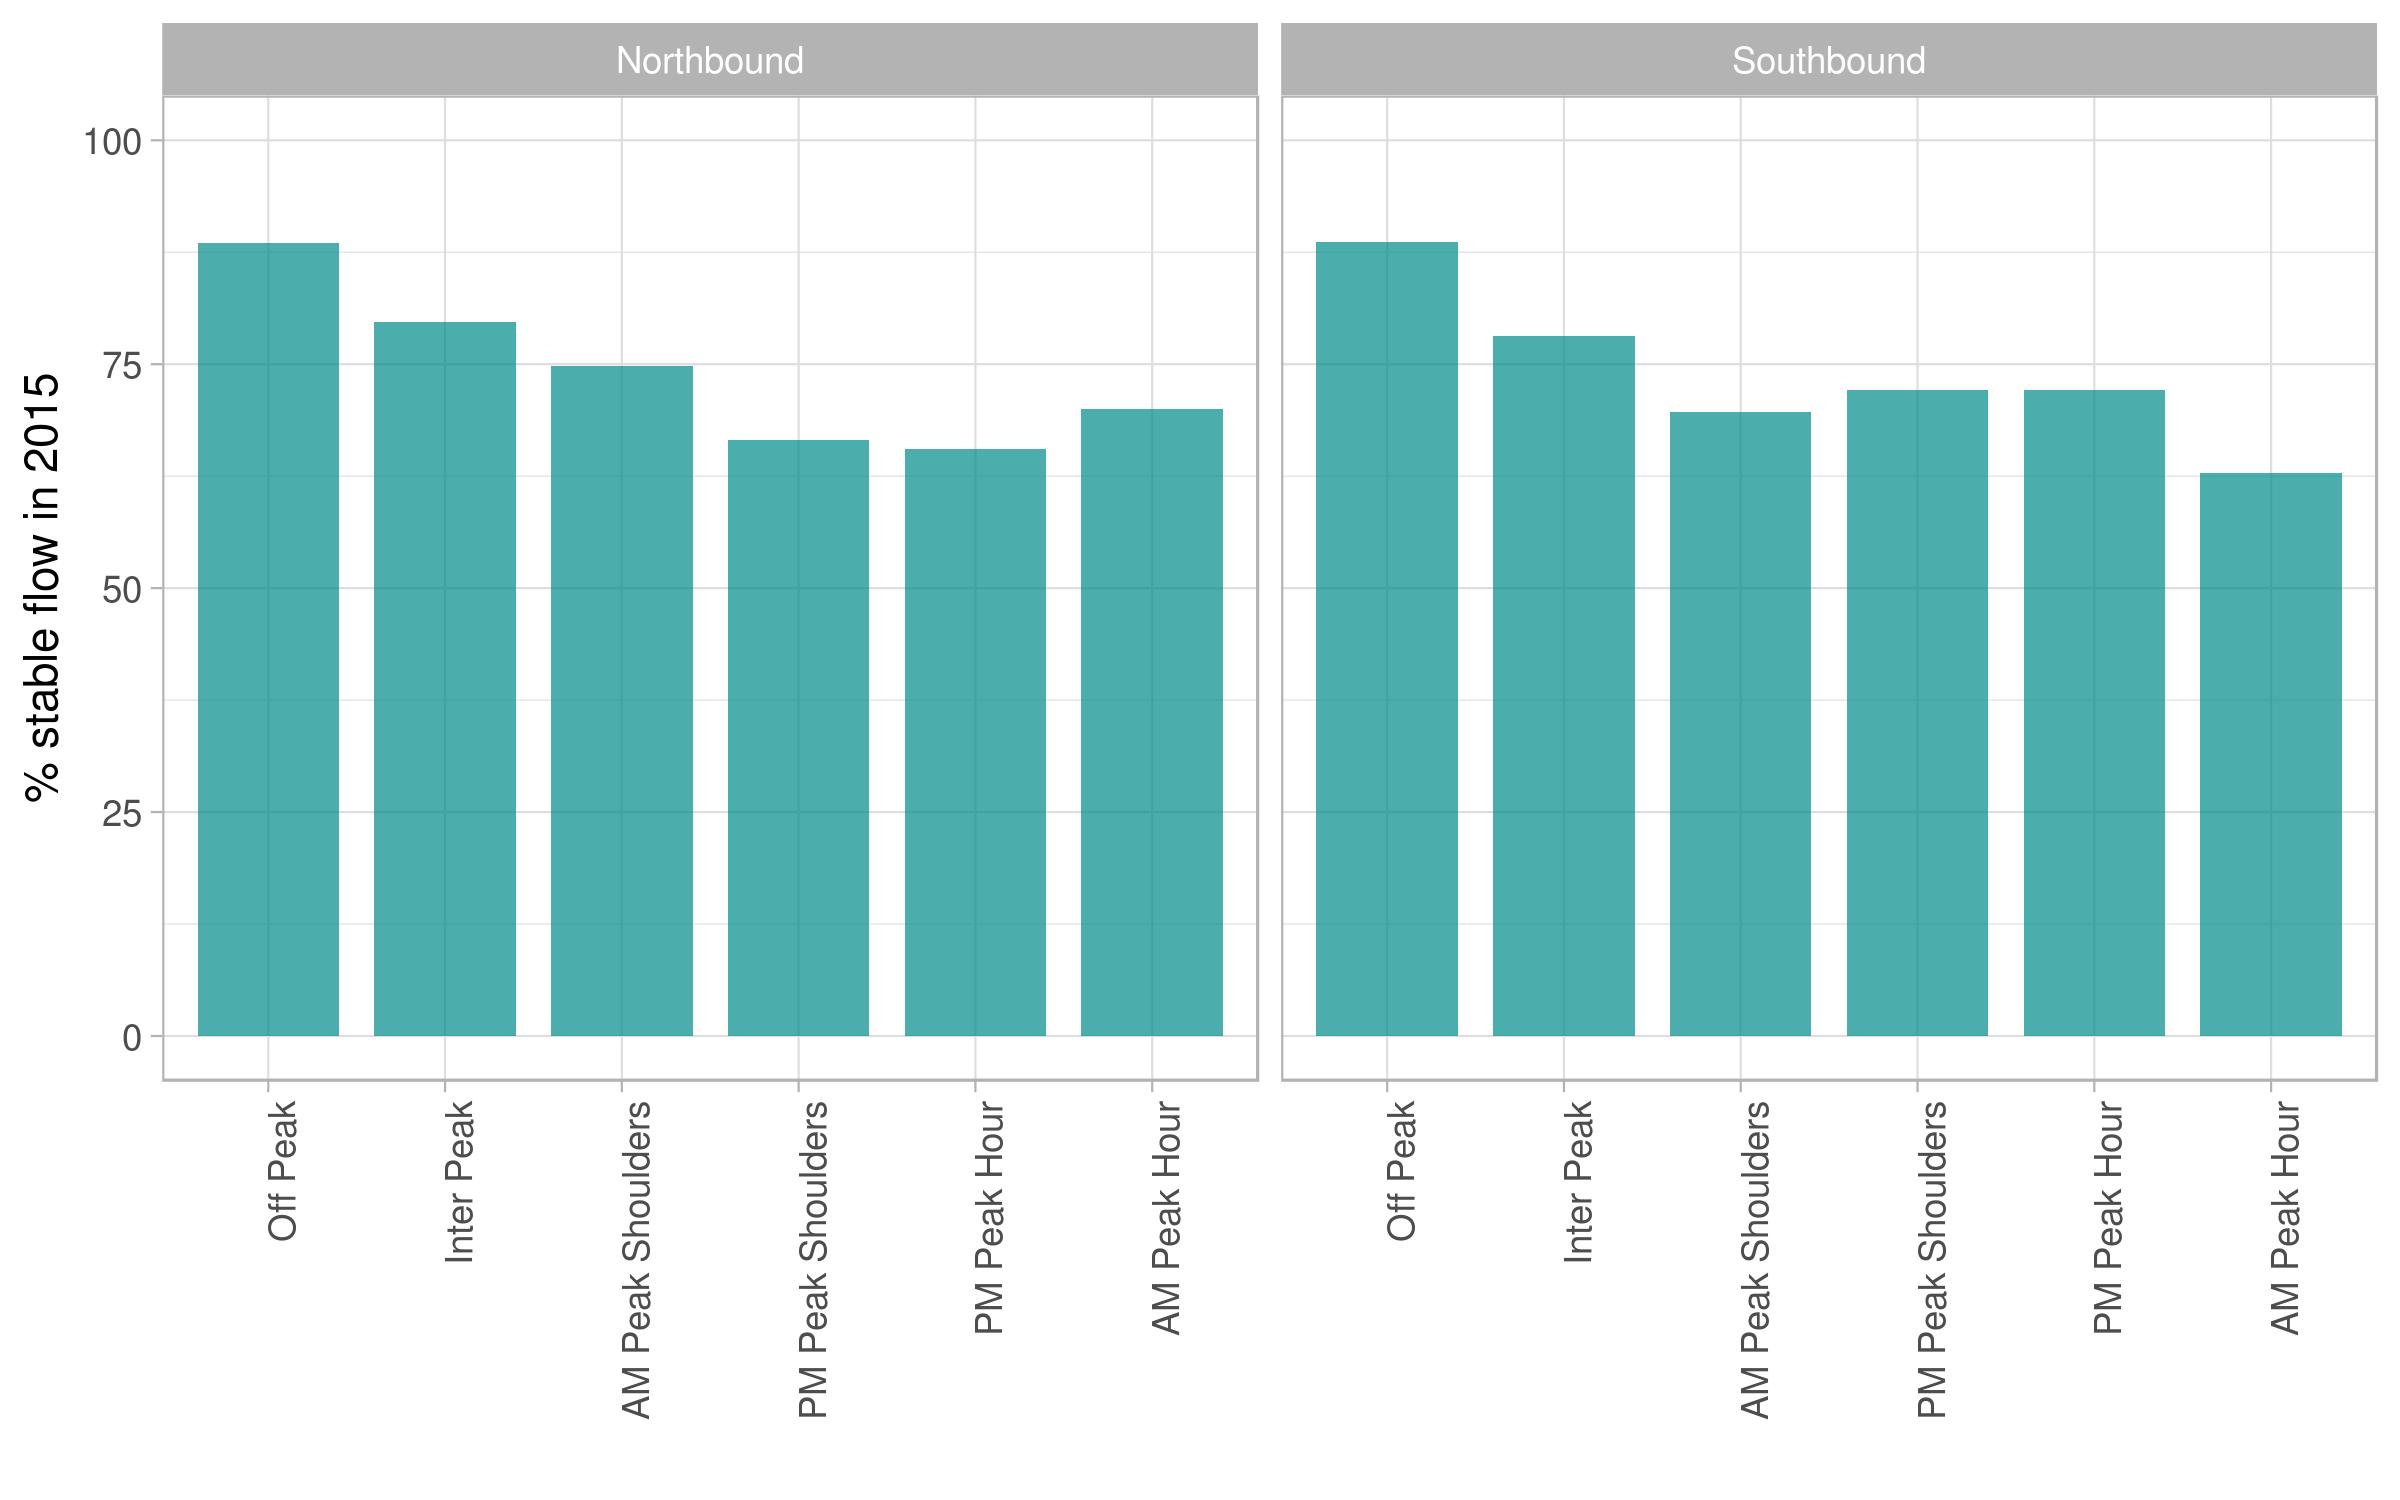 Northbound
Southbound
% stable flow in 2015
100
75
50
25
0
Off Peak
Inter Peak
AM Peak Shoulders
PM Peak Shoulders
PM Peak Hour
AM Peak Hour
Off Peak
Inter Peak
AM Peak Shoulders
PM Peak Shoulders
PM Peak Hour
AM Peak Hour